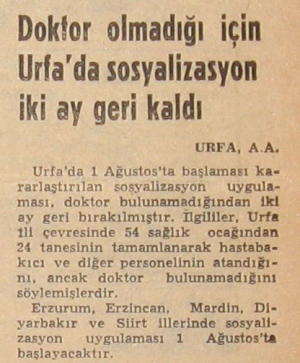 Doktor olmadığı için
Urfa'da sosyalizasyon
iki ay geri kaldı
URFA, A.A.
Urfa'da 1 Ağustos'ta başlaması ka-
rarlaştırılan sosyalizasyon uygula-
ması, doktor bulunamadığından iki
ay geri bırakılmıştır. İlgililer, Urfa
ili çevresinde 54 sağlık ocağından
24 tanesinin tamamlanarak hastaba-
kıcı ve diğer personelinin atandığı-
nı, ancak doktor bulunamadığını
söylemişlerdir.
Erzurum, Erzincan, Mardin, Di-
yarbakır ve Siirt illerinde sosyali-
zasyon uygulaması 1 Ağustos'ta
başlayacaktır.